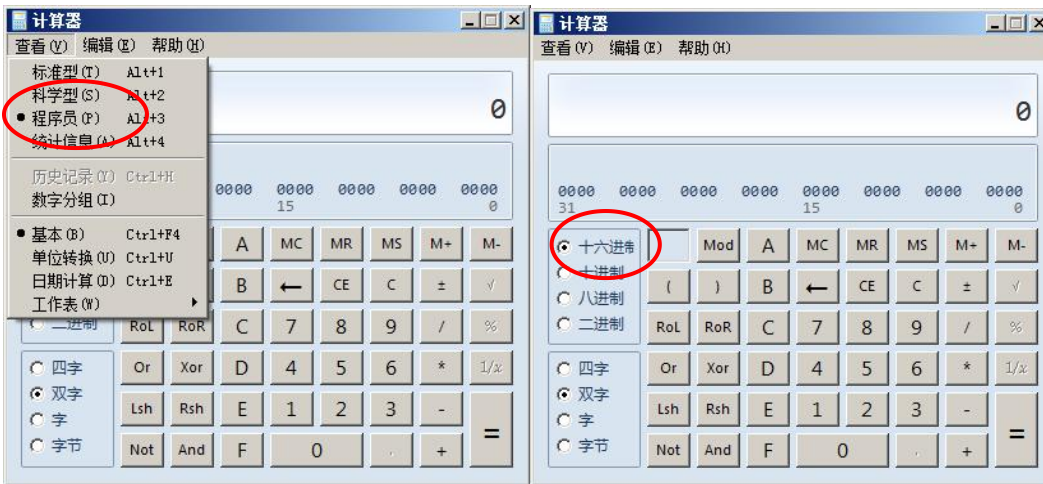 计算器
查看(V) 编辑(E) 帮助(H)
标准型(T) Alt+1
科学型(S) Alt+2
程序员(P) Alt+3
统计信息(A) Alt+4
历史记录(Y) Ctrl+H
数字分组(I)
基本(B) Ctrl+F4
单位转换(U) Ctrl+U
日期计算(D) Ctrl+E
工作表(W)
0
0000 0000 0000 0000 0000
15 0
A MC MR MS M+ M-
B ← CE C ± √
二进制 RoL RoR C 7 8 9 / %
四字 Or Xor D 4 5 6 * 1/x
双字
字 Lsh Rsh E 1 2 3 - =
字节 Not And F 0 . +
计算器
查看(V) 编辑(E) 帮助(H)
0
0000 0000 0000 0000 0000 0000 0000 0000
31 15 0
十六进制 Mod A MC MR MS M+ M-
十进制
八进制 ( ) B ← CE C ± √
二进制 RoL RoR C 7 8 9 / %
四字 Or Xor D 4 5 6 * 1/x
双字
字 Lsh Rsh E 1 2 3 - =
字节 Not And F 0 . +